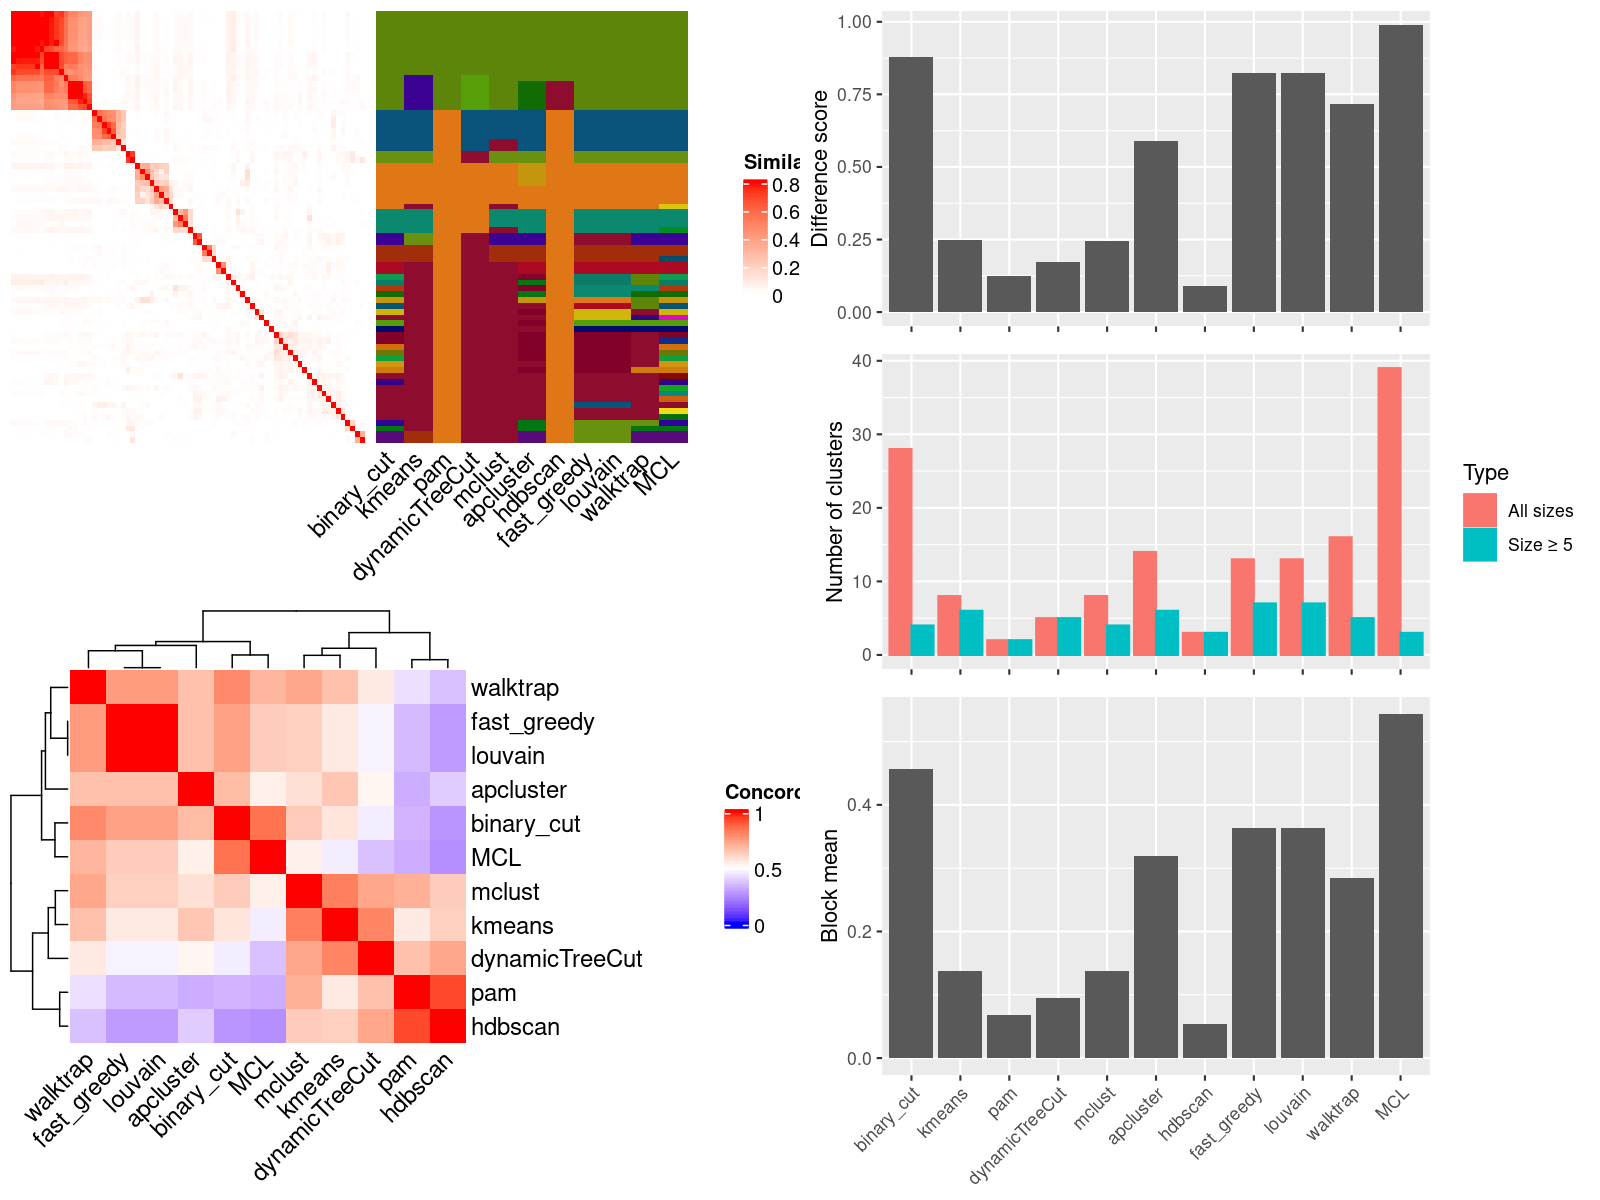 Simila
0.8
0.6
0.4
0.2
0
binary_cut
kmeans
pam
dynamicTreeCut
mclust
apcluster
hdbscan
fast_greedy
louvain
walktrap
MCL
walktrap
fast_greedy
louvain
apcluster
binary_cut
MCL
mclust
kmeans
dynamicTreeCut
pam
hdbscan
walktrap
fast_greedy
louvain
apcluster
binary_cut
MCL
mclust
kmeans
dynamicTreeCut
pam
hdbscan
Concord
1
0.5
0
Difference score
1.00
0.75
0.50
0.25
0.00
Number of clusters
40
30
20
10
0
Type
All sizes
Size ≥ 5
Block mean
0.4
0.2
0.0
binary_cut
kmeans
pam
dynamicTreeCut
mclust
apcluster
hdbscan
fast_greedy
louvain
walktrap
MCL